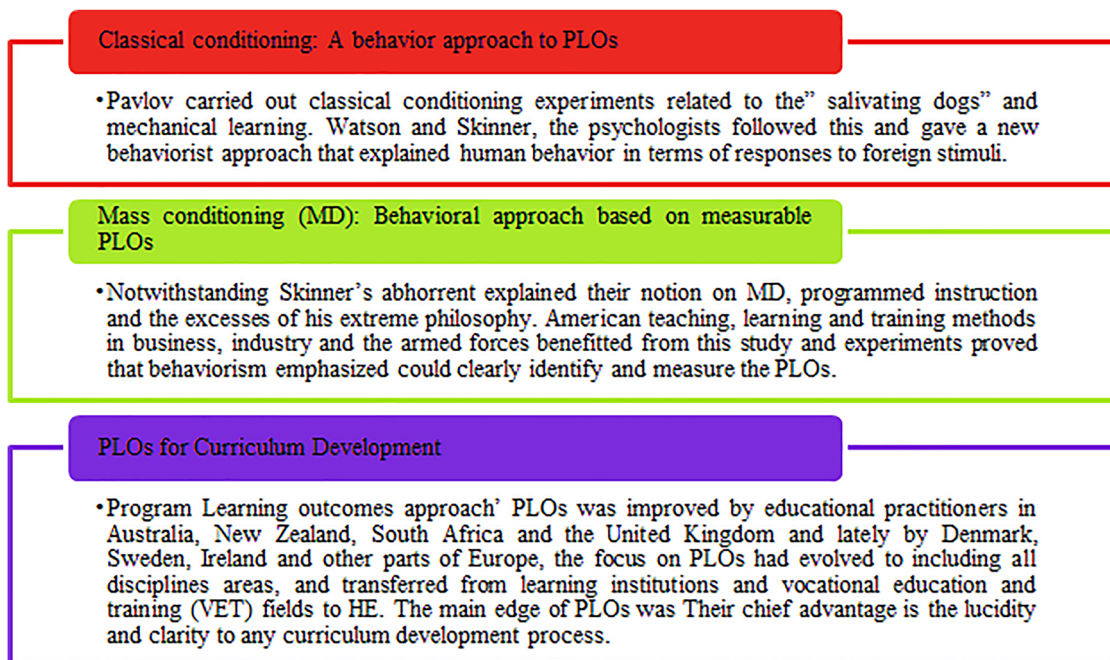 Classical conditioning: A behavior approach to PLOs
•Pavlov carried out classical conditioning experiments related to the” salivating dogs” and
mechanical learning. Watson and Skinner, the psychologists followed this and gave a new
behaviorist approach that explained human behavior in terms of responses to foreign stimuli.
Mass conditioning (MD): Behavioral approach based on measurable
PLOs
•Notwithstanding Skinner’s abhorrent explained their notion on MD, programmed instruction
and the excesses of his extreme philosophy. American teaching, learning and training methods
in business, industry and the armed forces benefitted from this study and experiments proved
that behaviorism emphasized could clearly identify and measure the PLOs.
PLOs for Curriculum Development
•Program Learning outcomes approach’ PLOs was improved by educational practitioners in
Australia, New Zealand, South Africa and the United Kingdom and lately by Denmark,
Sweden, Ireland and other parts of Europe, the focus on PLOs had evolved to including all
disciplines areas, and transferred from learning institutions and vocational education and
training (VET) fields to HE. The main edge of PLOs was Their chief advantage is the lucidity
and clarity to any curriculum development process.